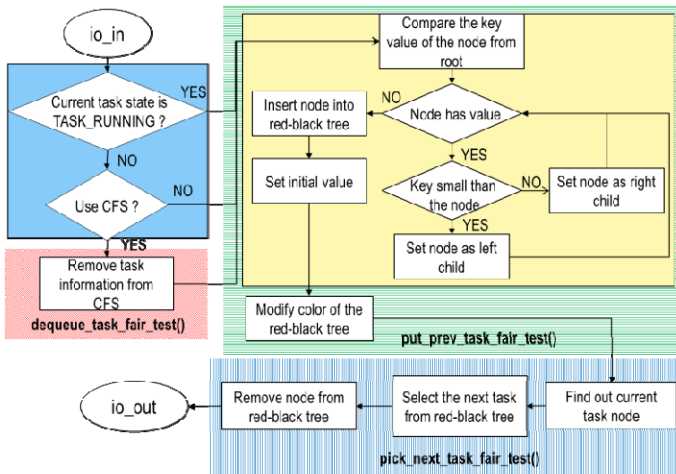 io_in
Current task state is
TASK_RUNNING ?
YES
NO
Use CFS ?
NO
YES
Remove task
information from
CFS
dequeue_task_fair_test()
Compare the key
value of the node from
root
Node has value
NO
Insert node into
red-black tree
Set initial value
YES
Key small than
the node
NO
Set node as right
child
YES
Set node as left
child
Modify color of the
red-black tree
put_prev_task_fair_test()
Find out current
task node
Select the next task
from red-black tree
Remove node from
red-black tree
io_out
pick_next_task_fair_test()